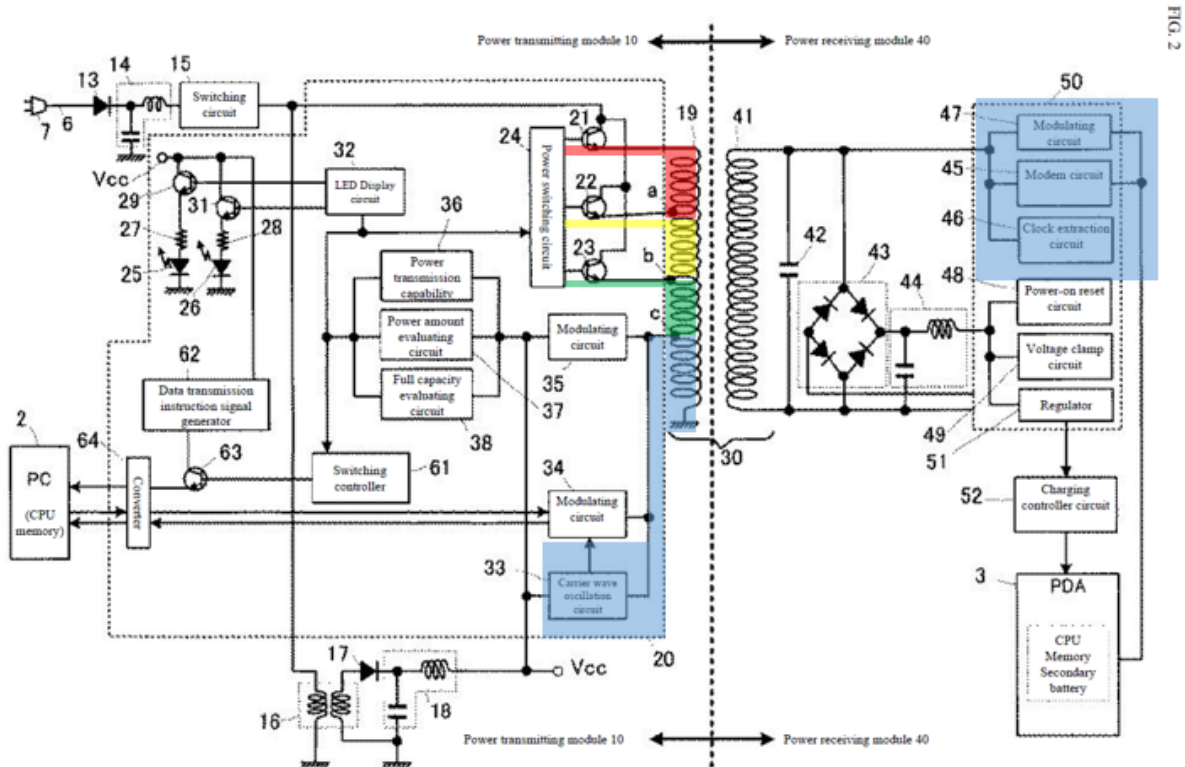 FIG. 2
Power transmitting module 10
Power receiving module 40
14
15
13
Switching
circuit
7
6
Vcc
29
31
27
28
25
26
32
LED Display
circuit
36
Power
transmission
capability
Power amount
evaluating
circuit
37
Full capacity
evaluating
circuit
38
24
Power switching circuit
21
22
23
a
b
c
19
41
30
Modulating
circuit
35
62
Data transmission
instruction signal
generator
63
64
Converter
2
PC
(CPU
memory)
Switching
controller
61
34
Modulating
circuit
33
Carrier wave
oscillation
circuit
20
17
Vcc
16
18
42
43
44
50
47
Modulating
circuit
45
Modem circuit
46
Clock extraction
circuit
48
Power-on reset
circuit
Voltage clamp
circuit
49
Regulator
51
52
Charging
controller circuit
3
PDA
CPU
Memory
Secondary
battery
Power transmitting module 10
Power receiving module 40